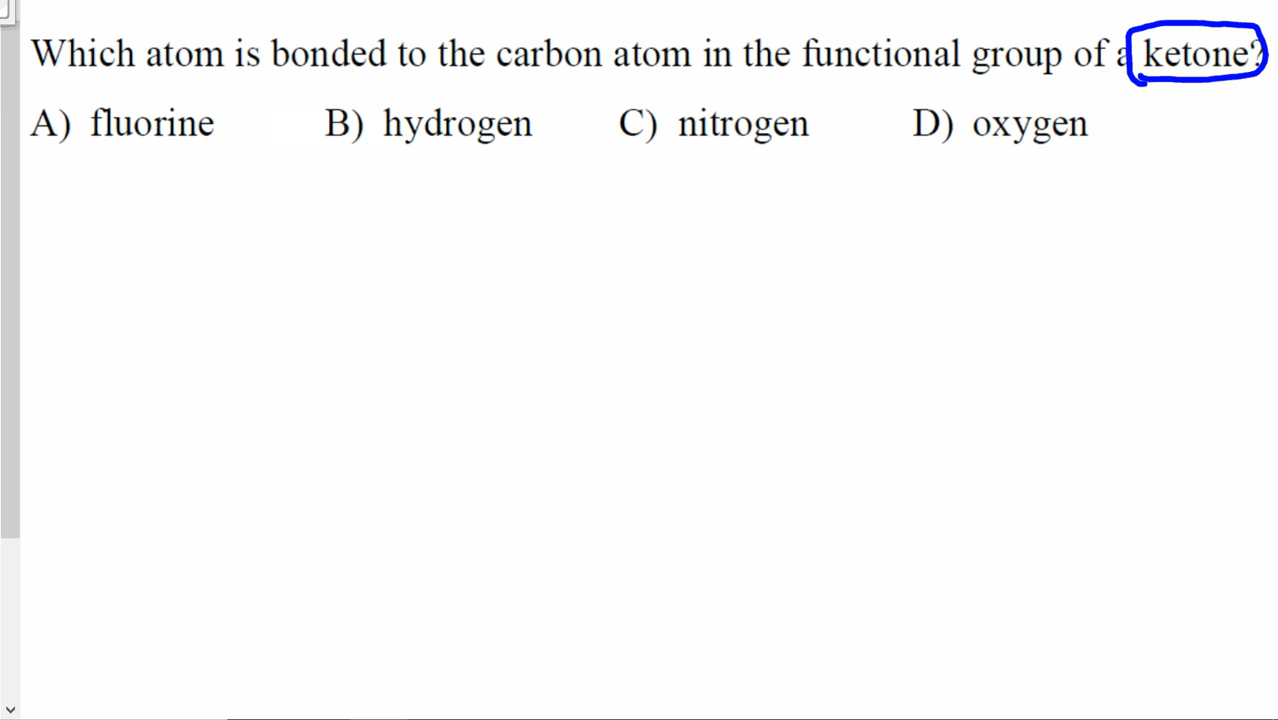 Which atom is bonded to the carbon atom in the functional group of a ketone?
A) fluorine B) hydrogen C) nitrogen D) oxygen